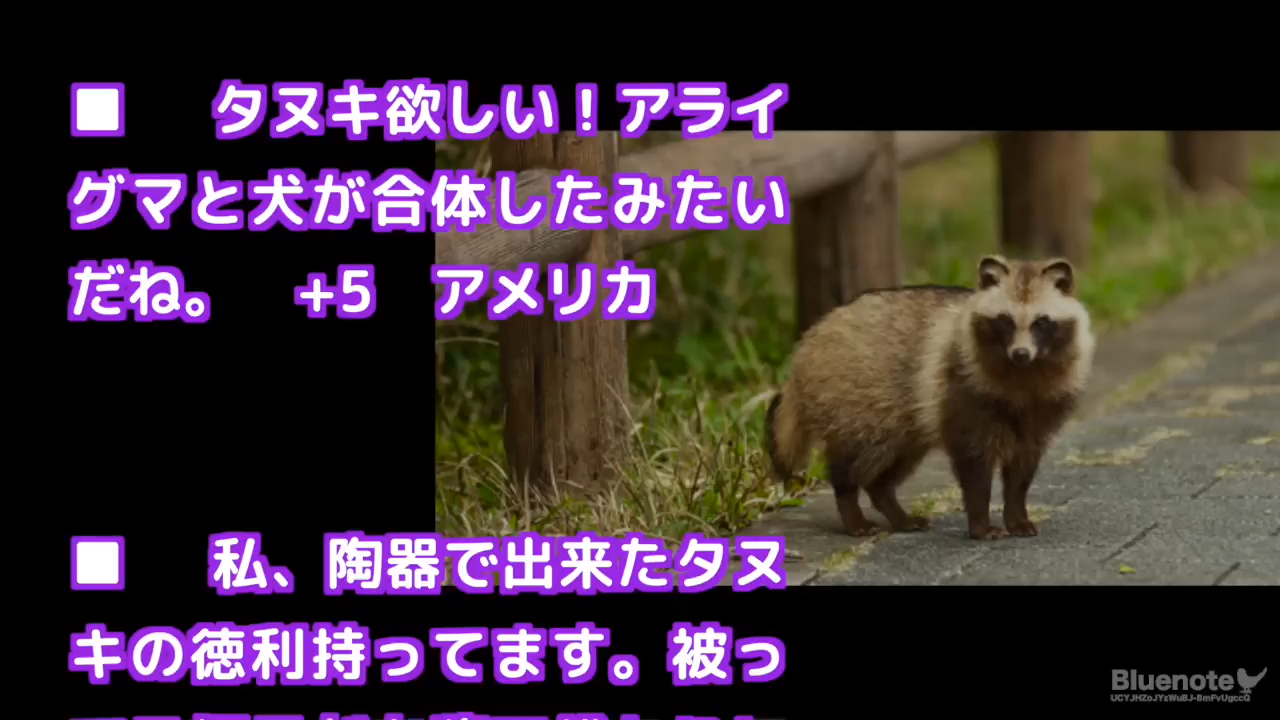 ■ タヌキ欲しい！アライ
グマと犬が合体したみたい
だね。 +5 アメリカ
■ 私、陶器で出来たタヌ
キの徳利持ってます。被っ
Bluenote